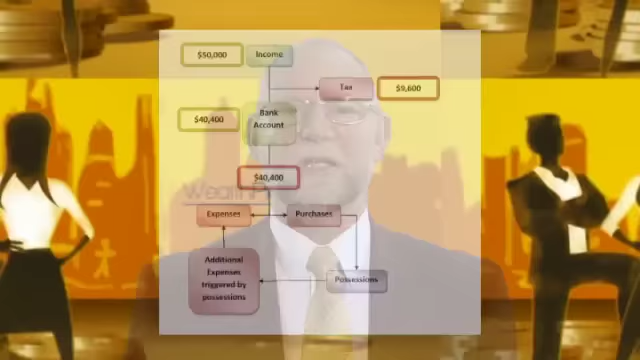 $50,000 Income
Tax $9,600
$40,400 Bank
Account
$40,400
Wealth
Expenses Purchases
Additional
Expenses
triggered by
possessions
Possessions